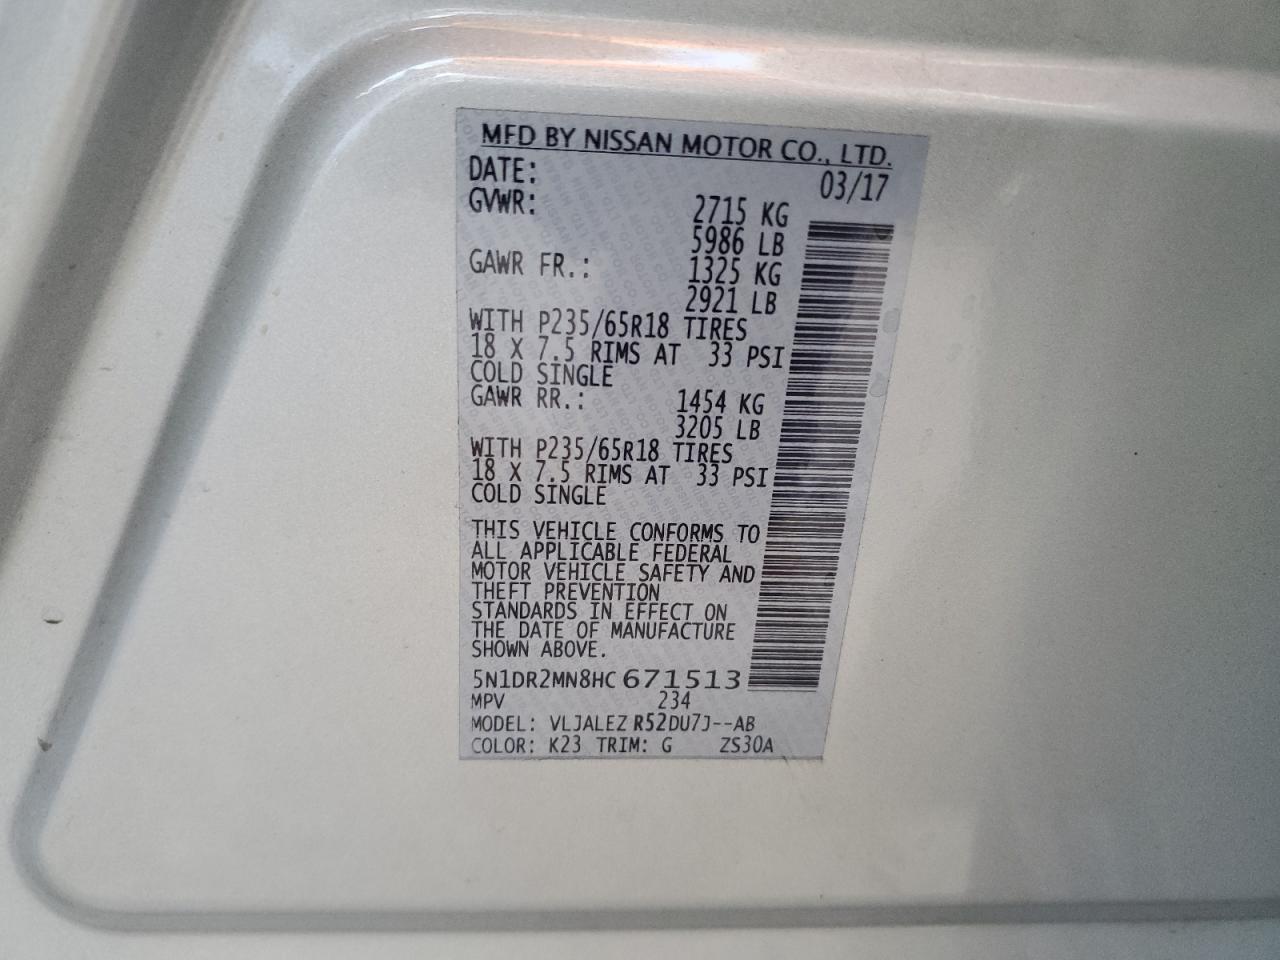 MFD BY NISSAN MOTOR CO., LTD.
DATE: 03/17
GVWR: 2715 KG
5986 LB
GAWR FR.: 1325 KG
2921 LB
WITH P235/65R18 TIRES
18 X 7.5 RIMS AT 33 PSI
COLD SINGLE
GAWR RR.: 1454 KG
3205 LB
WITH P235/65R18 TIRES
18 X 7.5 RIMS AT 33 PSI
COLD SINGLE
THIS VEHICLE CONFORMS TO
ALL APPLICABLE FEDERAL
MOTOR VEHICLE SAFETY AND
THEFT PREVENTION
STANDARDS IN EFFECT ON
THE DATE OF MANUFACTURE
SHOWN ABOVE.
5N1DR2MN8HC671513
MPV 234
MODEL: VLJALEZ R52DU7J--AB
COLOR: K23 TRIM: G ZS30A